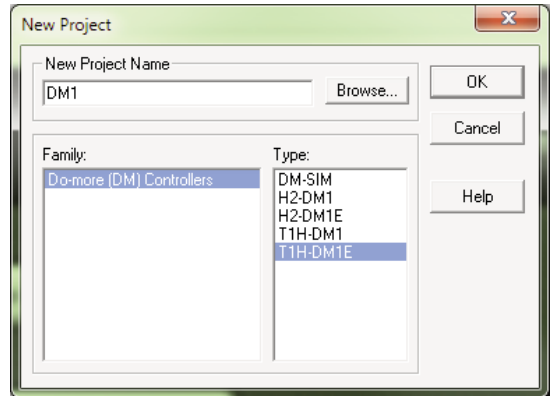 New Project
New Project Name
DM1
Browse...
OK
Cancel
Help
Family:
Do-more (DM) Controllers
Type:
DM-SIM
H2-DM1
H2-DM1E
T1H-DM1
T1H-DM1E